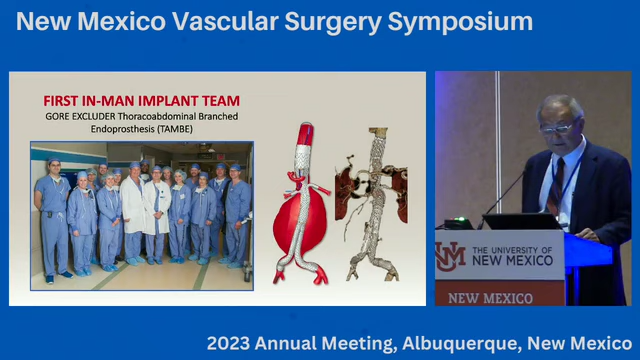 New Mexico Vascular Surgery Symposium
FIRST IN-MAN IMPLANT TEAM
GORE EXCLUDER Thoracoabdominal Branched
Endoprosthesis (TAMBE)
UNM
THE UNIVERSITY OF
NEW MEXICO
NEW MEXICO
2023 Annual Meeting, Albuquerque, New Mexico